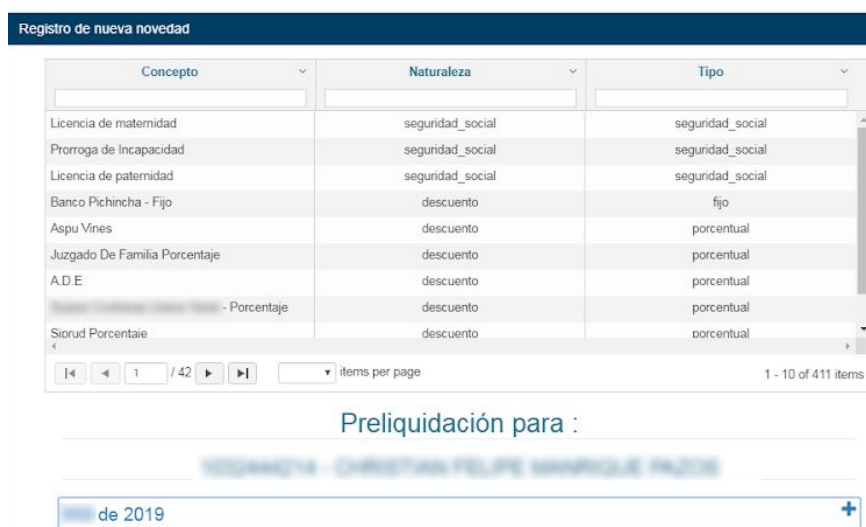 Registro de nueva novedad
Concepto Naturaleza Tipo
Licencia de maternidad seguridad_social seguridad_social
Prorroga de Incapacidad seguridad_social seguridad_social
Licencia de paternidad seguridad_social seguridad_social
Banco Pichincha - Fijo descuento fijo
Aspu Vines descuento porcentual
Juzgado De Familia Porcentaje descuento porcentual
A.D.E descuento porcentual
- Porcentaje descuento porcentual
Siprud Porcentaje descuento porcentual
1 / 42 items per page 1 - 10 of 411 items
Preliquidación para :
de 2019 +